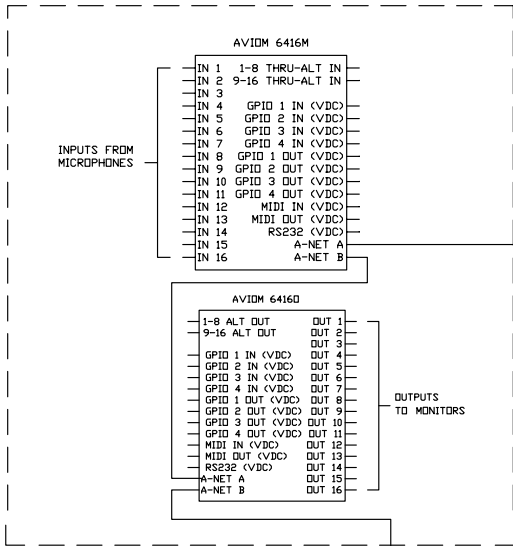 AVIOM 6416M
IN 1 1-8 THRU-ALT IN
IN 2 9-16 THRU-ALT IN
IN 3
IN 4 GPIO 1 IN (VDC)
IN 5 GPIO 2 IN (VDC)
IN 6 GPIO 3 IN (VDC)
IN 7 GPIO 4 IN (VDC)
IN 8 GPIO 1 OUT (VDC)
IN 9 GPIO 2 OUT (VDC)
IN 10 GPIO 3 OUT (VDC)
IN 11 GPIO 4 OUT (VDC)
IN 12 MIDI IN (VDC)
IN 13 MIDI OUT (VDC)
IN 14 RS232 (VDC)
IN 15 A-NET A
IN 16 A-NET B
INPUTS FROM
MICROPHONES
AVIOM 6416O
1-8 ALT OUT OUT 1
9-16 ALT OUT OUT 2
OUT 3
GPIO 1 IN (VDC) OUT 4
GPIO 2 IN (VDC) OUT 5
GPIO 3 IN (VDC) OUT 6
GPIO 4 IN (VDC) OUT 7
GPIO 1 OUT (VDC) OUT 8
GPIO 2 OUT (VDC) OUT 9
GPIO 3 OUT (VDC) OUT 10
GPIO 4 OUT (VDC) OUT 11
MIDI IN (VDC) OUT 12
MIDI OUT (VDC) OUT 13
RS232 (VDC) OUT 14
A-NET A OUT 15
A-NET B OUT 16
OUTPUTS
TO MONITORS